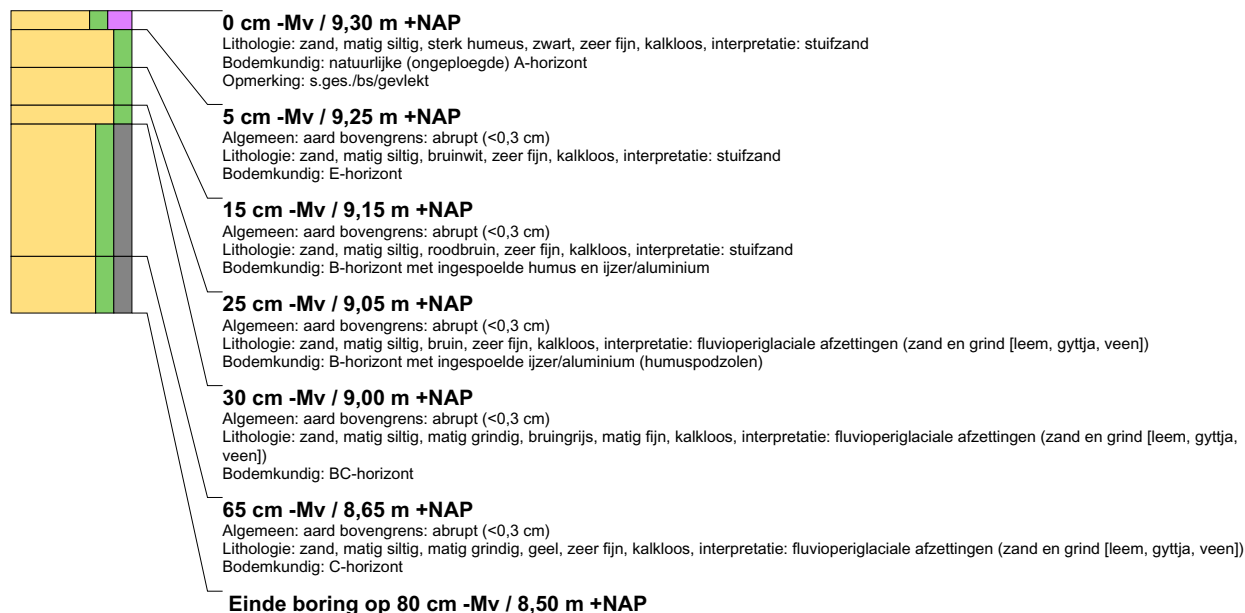 0 cm -Mv / 9,30 m +NAP
Lithologie: zand, matig siltig, sterk humeus, zwart, zeer fijn, kalkloos, interpretatie: stuifzand
Bodemkundig: natuurlijke (ongeploegde) A-horizont
Opmerking: s.ges./bs/gevlekt
5 cm -Mv / 9,25 m +NAP
Algemeen: aard bovengrens: abrupt (<0,3 cm)
Lithologie: zand, matig siltig, bruinwit, zeer fijn, kalkloos, interpretatie: stuifzand
Bodemkundig: E-horizont
15 cm -Mv / 9,15 m +NAP
Algemeen: aard bovengrens: abrupt (<0,3 cm)
Lithologie: zand, matig siltig, roodbruin, zeer fijn, kalkloos, interpretatie: stuifzand
Bodemkundig: B-horizont met ingespoelde humus en ijzer/aluminium
25 cm -Mv / 9,05 m +NAP
Algemeen: aard bovengrens: abrupt (<0,3 cm)
Lithologie: zand, matig siltig, bruin, zeer fijn, kalkloos, interpretatie: fluvioperiglaciale afzettingen (zand en grind [leem, gyttja, veen])
Bodemkundig: B-horizont met ingespoelde ijzer/aluminium (humuspodzolen)
30 cm -Mv / 9,00 m +NAP
Algemeen: aard bovengrens: abrupt (<0,3 cm)
Lithologie: zand, matig siltig, matig grindig, bruingrijs, matig fijn, kalkloos, interpretatie: fluvioperiglaciale afzettingen (zand en grind [leem, gyttja,
veen])
Bodemkundig: BC-horizont
65 cm -Mv / 8,65 m +NAP
Algemeen: aard bovengrens: abrupt (<0,3 cm)
Lithologie: zand, matig siltig, matig grindig, geel, zeer fijn, kalkloos, interpretatie: fluvioperiglaciale afzettingen (zand en grind [leem, gyttja, veen])
Bodemkundig: C-horizont
Einde boring op 80 cm -Mv / 8,50 m +NAP